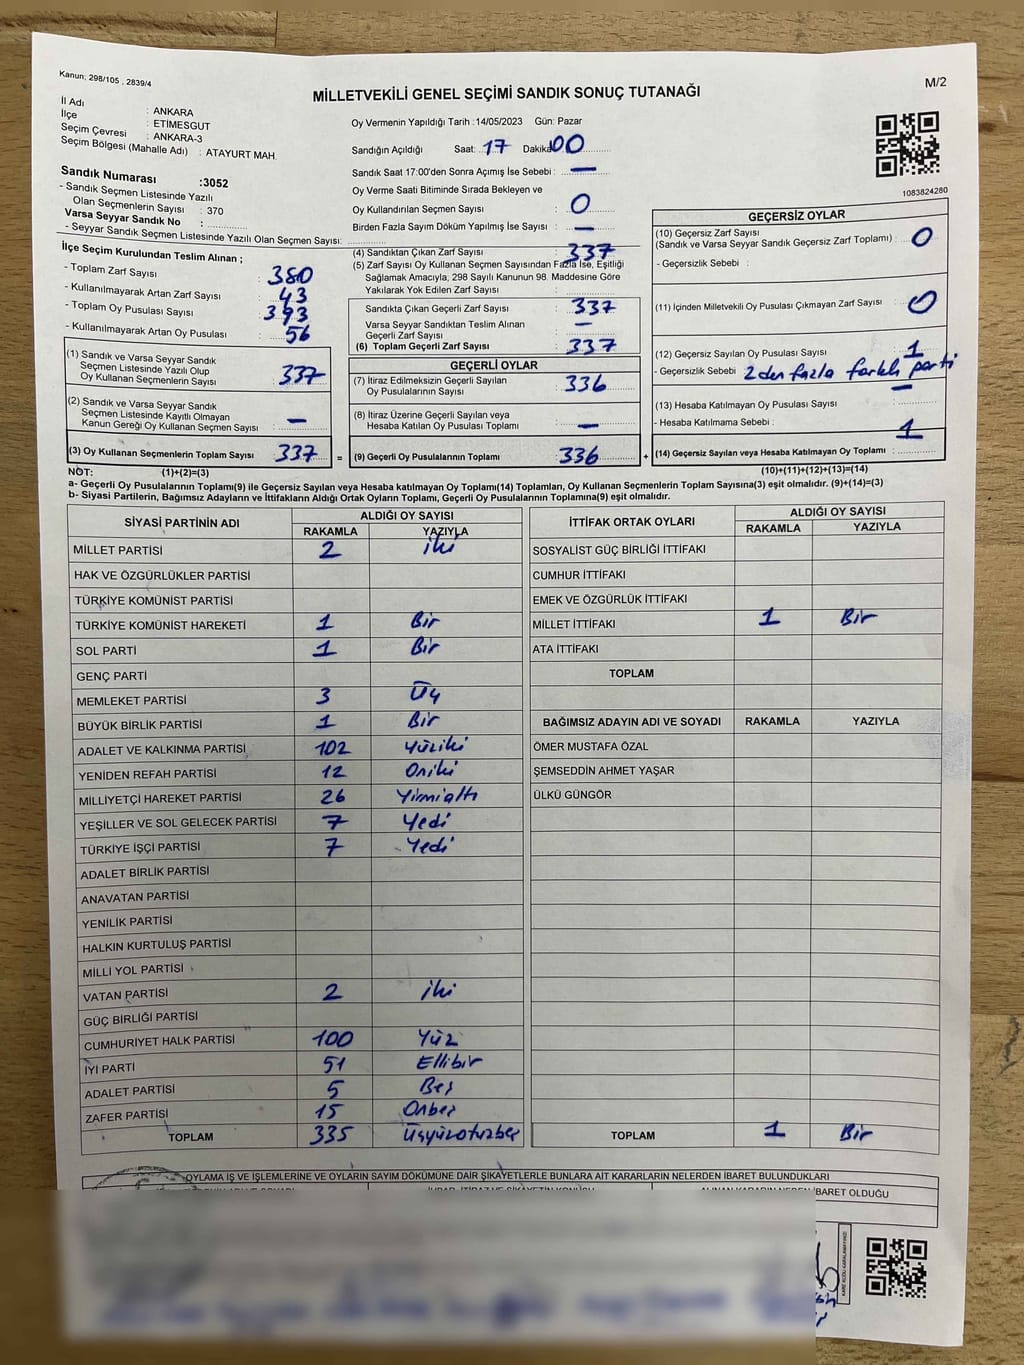 Kanun: 298/105 , 2839/4
M/2
MİLLETVEKİLİ GENEL SEÇİMİ SANDIK SONUÇ TUTANAĞI
İl Adı : ANKARA
İlçe : ETİMESGUT
Seçim Çevresi : ANKARA-3
Seçim Bölgesi (Mahalle Adı) : ATAYURT MAH.
Sandık Numarası :3052
- Sandık Seçmen Listesinde Yazılı
Olan Seçmenlerin Sayısı : 370
Varsa Seyyar Sandık No :
- Seyyar Sandık Seçmen Listesinde Yazılı Olan Seçmen Sayısı:
Oy Vermenin Yapıldığı Tarih :14/05/2023 Gün: Pazar
Sandığın Açıldığı Saat: 17 Dakika: 00
Sandık Saat 17:00'den Sonra Açımış İse Sebebi : —
Oy Verme Saati Bitiminde Sırada Bekleyen ve
Oy Kullandırılan Seçmen Sayısı : 0
Birden Fazla Sayım Döküm Yapılmış İse Sayısı : —
1083824280
İlçe Seçim Kurulundan Teslim Alınan ;
- Toplam Zarf Sayısı : 380
- Kullanılmayarak Artan Zarf Sayısı : 43
- Toplam Oy Pusulası Sayısı : 393
- Kullanılmayarak Artan Oy Pusulası : 56
(1) Sandık ve Varsa Seyyar Sandık
Seçmen Listesinde Yazılı Olup
Oy Kullanan Seçmenlerin Sayısı : 337
(2) Sandık ve Varsa Seyyar Sandık
Seçmen Listesinde Kayıtlı Olmayan
Kanun Gereği Oy Kullanan Seçmen Sayısı : —
(3) Oy Kullanan Seçmenlerin Toplam Sayısı : 337 =
(4) Sandıktan Çıkan Zarf Sayısı : 337
(5) Zarf Sayısı Oy Kullanan Seçmen Sayısından Fazla İse, Eşitliği
Sağlamak Amacıyla, 298 Sayılı Kanunun 98. Maddesine Göre
Yakılarak Yok Edilen Zarf Sayısı :
Sandıkta Çıkan Geçerli Zarf Sayısı : 337
Varsa Seyyar Sandıktan Teslim Alınan
Geçerli Zarf Sayısı : —
(6) Toplam Geçerli Zarf Sayısı : 337
GEÇERLİ OYLAR
(7) İtiraz Edilmeksizin Geçerli Sayılan
Oy Pusulalarının Sayısı : 336
(8) İtiraz Üzerine Geçerli Sayılan veya
Hesaba Katılan Oy Pusulası Toplamı : —
(9) Geçerli Oy Pusulalarının Toplamı : 336 +
GEÇERSİZ OYLAR
(10) Geçersiz Zarf Sayısı
(Sandık ve Varsa Seyyar Sandık Geçersiz Zarf Toplamı) : 0
- Geçersizlik Sebebi :
(11) İçinden Milletvekili Oy Pusulası Çıkmayan Zarf Sayısı : 0
(12) Geçersiz Sayılan Oy Pusulası Sayısı : 1
- Geçersizlik Sebebi : 2den fazla farklı parti
(13) Hesaba Katılmayan Oy Pusulası Sayısı : —
- Hesaba Katılmama Sebebi :
(14) Geçersiz Sayılan veya Hesaba Katılmayan Oy Toplamı : 1
NOT: (1)+(2)=(3)
(10)+(11)+(12)+(13)=(14)
a- Geçerli Oy Pusulalarının Toplamı(9) ile Geçersiz Sayılan veya Hesaba katılmayan Oy Toplamı(14) Toplamları, Oy Kullanan Seçmenlerin Toplam Sayısına(3) eşit olmalıdır. (9)+(14)=(3)
b- Siyasi Partilerin, Bağımsız Adayların ve İttifakların Aldığı Ortak Oyların Toplamı, Geçerli Oy Pusulalarının Toplamına(9) eşit olmalıdır.
SİYASİ PARTİNİN ADI ALDIĞI OY SAYISI
RAKAMLA YAZIYLA
MİLLET PARTİSİ 2 iki
HAK VE ÖZGÜRLÜKLER PARTİSİ
TÜRKİYE KOMÜNİST PARTİSİ
TÜRKİYE KOMÜNİST HAREKETİ 1 Bir
SOL PARTİ 1 Bir
GENÇ PARTİ
MEMLEKET PARTİSİ 3 Üç
BÜYÜK BİRLİK PARTİSİ 1 Bir
ADALET VE KALKINMA PARTİSİ 102 Yüziki
YENİDEN REFAH PARTİSİ 12 Oniki
MİLLİYETÇİ HAREKET PARTİSİ 26 Yirmialtı
YEŞİLLER VE SOL GELECEK PARTİSİ 7 Yedi
TÜRKİYE İŞÇİ PARTİSİ 7 Yedi
ADALET BİRLİK PARTİSİ
ANAVATAN PARTİSİ
YENİLİK PARTİSİ
HALKIN KURTULUŞ PARTİSİ
MİLLİ YOL PARTİSİ
VATAN PARTİSİ 2 iki
GÜÇ BİRLİĞİ PARTİSİ
CUMHURİYET HALK PARTİSİ 100 Yüz
İYİ PARTİ 51 Ellibir
ADALET PARTİSİ 5 Beş
ZAFER PARTİSİ 15 Onbeş
TOPLAM 335 Üçyüzotuzbeş
İTTİFAK ORTAK OYLARI ALDIĞI OY SAYISI
RAKAMLA YAZIYLA
SOSYALİST GÜÇ BİRLİĞİ İTTİFAKI
CUMHUR İTTİFAKI
EMEK VE ÖZGÜRLÜK İTTİFAKI
MİLLET İTTİFAKI 1 Bir
ATA İTTİFAKI
TOPLAM
BAĞIMSIZ ADAYIN ADI VE SOYADI RAKAMLA YAZIYLA
ÖMER MUSTAFA ÖZAL
ŞEMSEDDİN AHMET YAŞAR
ÜLKÜ GÜNGÖR
TOPLAM 1 Bir
OYLAMA İŞ VE İŞLEMLERİNE VE OYLARIN SAYIM DÖKÜMÜNE DAİR ŞİKAYETLERLE BUNLARA AİT KARARLARIN NELERDEN İBARET BULUNDUKLARI
İBARET OLDUĞU